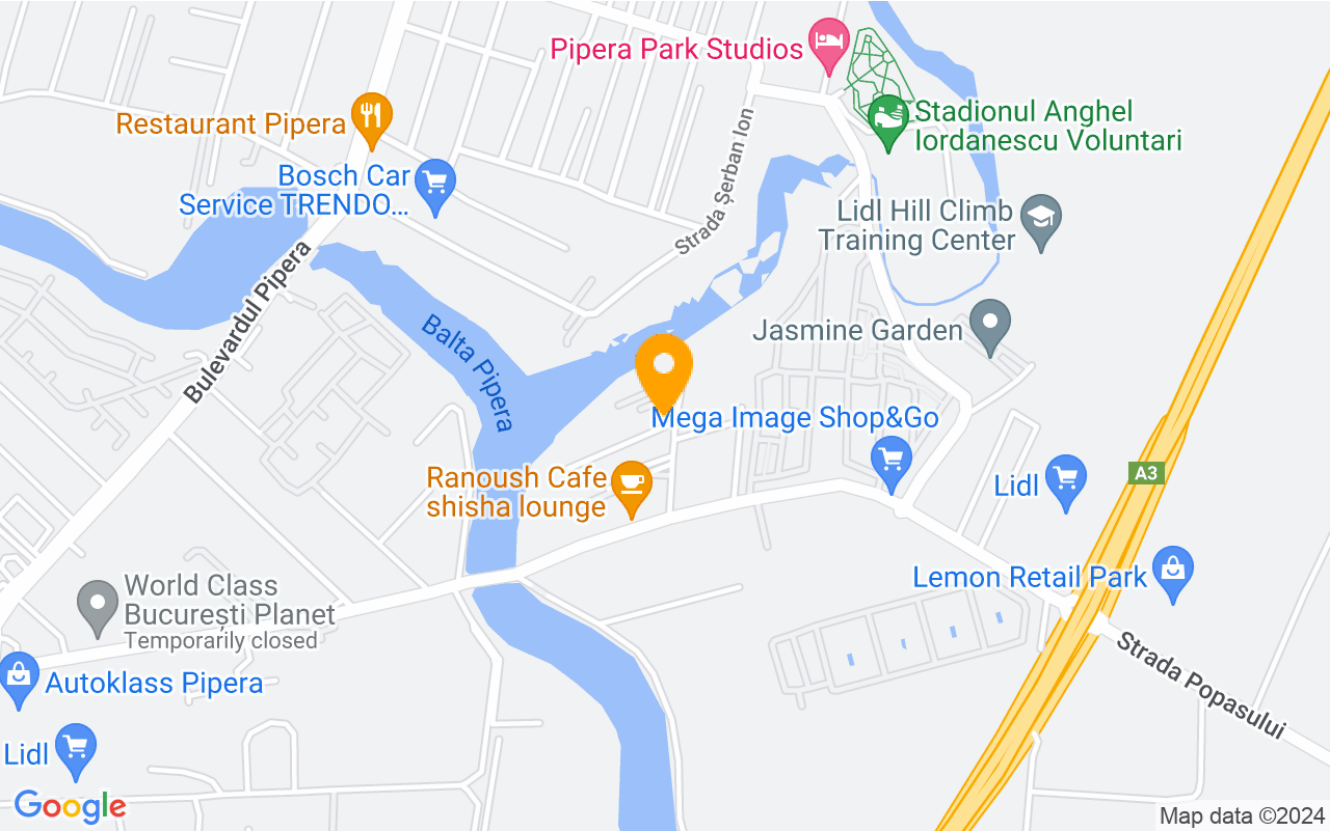 Pipera Park Studios
Stadionul Anghel
Iordanescu Voluntari
Restaurant Pipera
Strada Șerban Ion
Bosch Car
Service TRENDO...
Lidl Hill Climb
Training Center
Bulevardul Pipera
Balta Pipera
Jasmine Garden
Mega Image Shop&Go
Ranoush Cafe
shisha lounge
Lidl
A3
Lemon Retail Park
World Class
București Planet
Temporarily closed
Strada Popasului
Autoklass Pipera
Lidl
Google
Map data ©2024